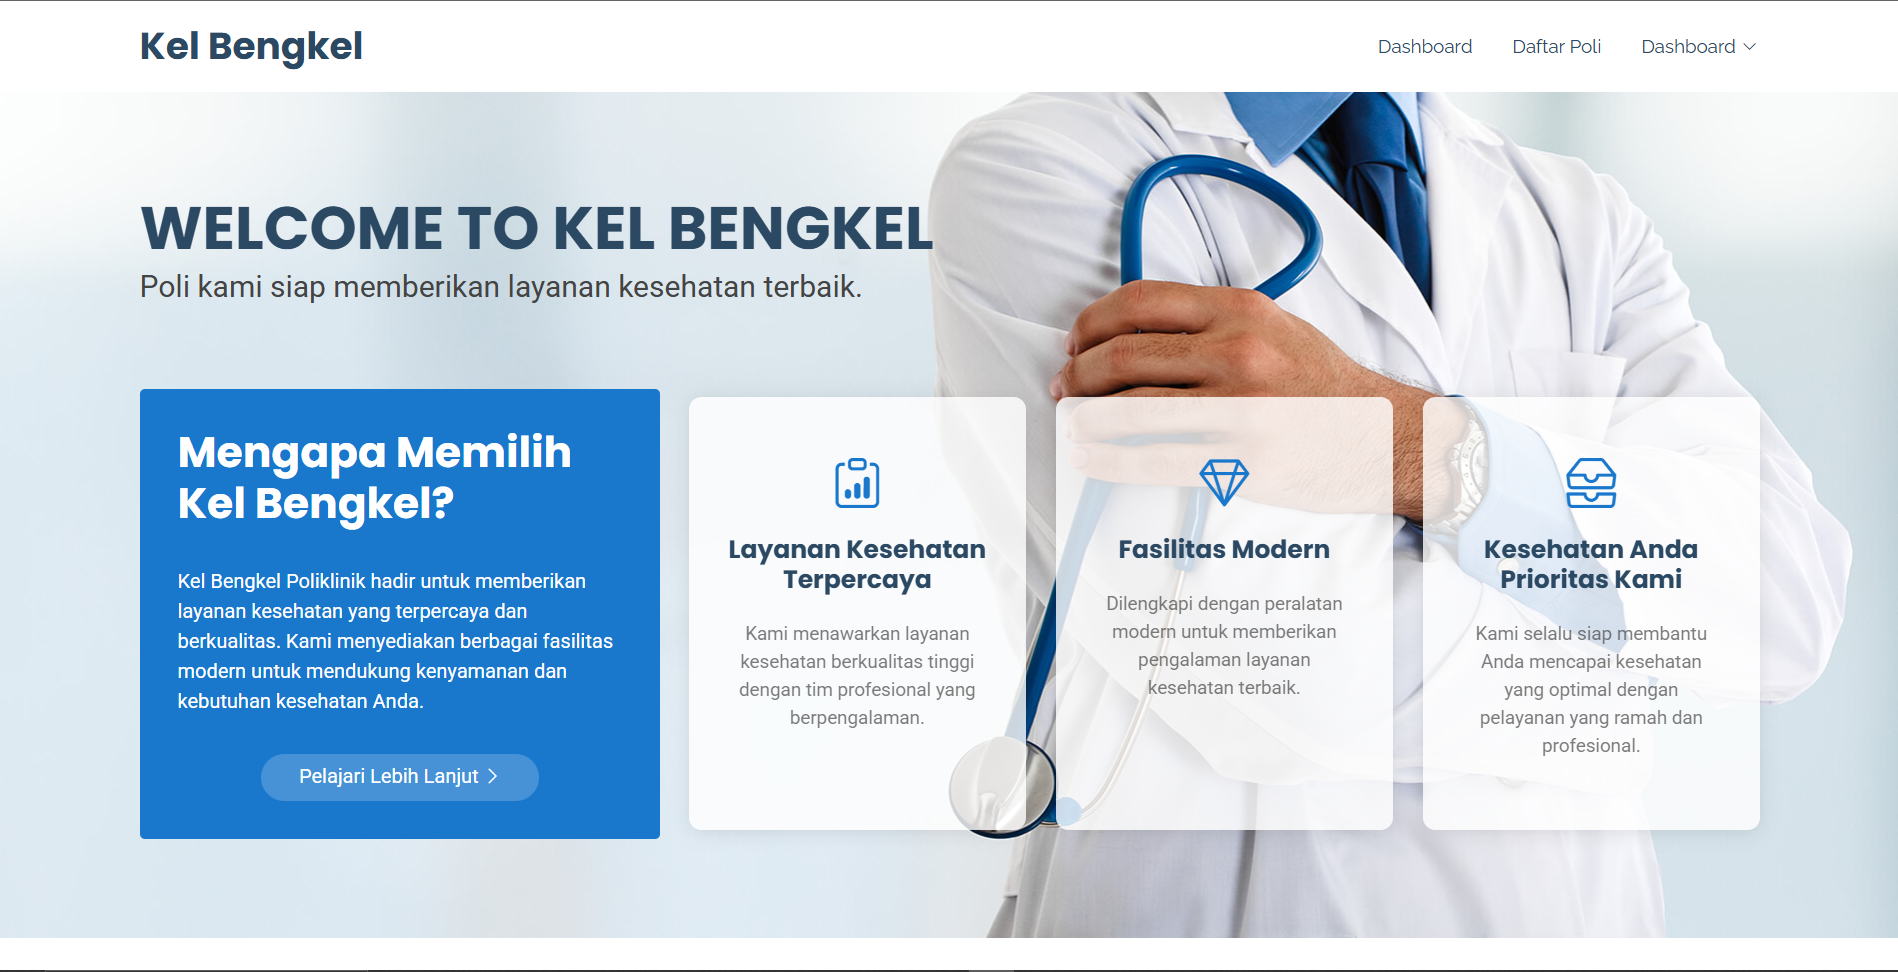 Kel Bengkel
Dashboard
Daftar Poli
Dashboard
WELCOME TO KEL BENGKEL
Poli kami siap memberikan layanan kesehatan terbaik.
Mengapa Memilih
Kel Bengkel?
Kel Bengkel Poliklinik hadir untuk memberikan
layanan kesehatan yang terpercaya dan
berkualitas. Kami menyediakan berbagai fasilitas
modern untuk mendukung kenyamanan dan
kebutuhan kesehatan Anda.
Pelajari Lebih Lanjut
Layanan Kesehatan
Terpercaya
Kami menawarkan layanan
kesehatan berkualitas tinggi
dengan tim profesional yang
berpengalaman.
Fasilitas Modern
Dilengkapi dengan peralatan
modern untuk memberikan
pengalaman layanan
kesehatan terbaik.
Kesehatan Anda
Prioritas Kami
Kami selalu siap membantu
Anda mencapai kesehatan
yang optimal dengan
pelayanan yang ramah dan
profesional.